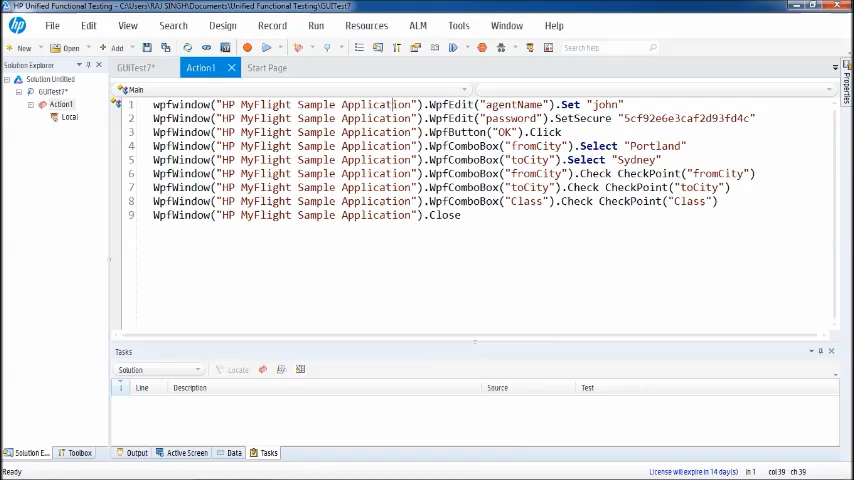 C:\Users\RAJ SINGH\Documents\Unified Functional Testing\GUITest7 - HP Unified Functional Testing
hp File Edit View Search Design Record Run Resources ALM Tools Window Help
New Open Add Search help
Solution Explorer
Solution Untitled
GUITest7*
Action1
Local
GUITest7* Action1 Start Page
Main
1 wpfwindow("HP MyFlight Sample Application").WpfEdit("agentName").Set "john"
2 WpfWindow("HP MyFlight Sample Application").WpfEdit("password").SetSecure "5cf92e6e3caf2d93fd4c"
3 WpfWindow("HP MyFlight Sample Application").WpfButton("OK").Click
4 WpfWindow("HP MyFlight Sample Application").WpfComboBox("fromCity").Select "Portland"
5 WpfWindow("HP MyFlight Sample Application").WpfComboBox("toCity").Select "Sydney"
6 WpfWindow("HP MyFlight Sample Application").WpfComboBox("fromCity").Check CheckPoint("fromCity")
7 WpfWindow("HP MyFlight Sample Application").WpfComboBox("toCity").Check CheckPoint("toCity")
8 WpfWindow("HP MyFlight Sample Application").WpfComboBox("Class").Check CheckPoint("Class")
9 WpfWindow("HP MyFlight Sample Application").Close
Properties
Tasks
Solution Locate
! Line Description Source Test
Solution E... Toolbox Output Active Screen Data Tasks
Ready License will expire in 14 day(s) ln 1 col 39 ch 39